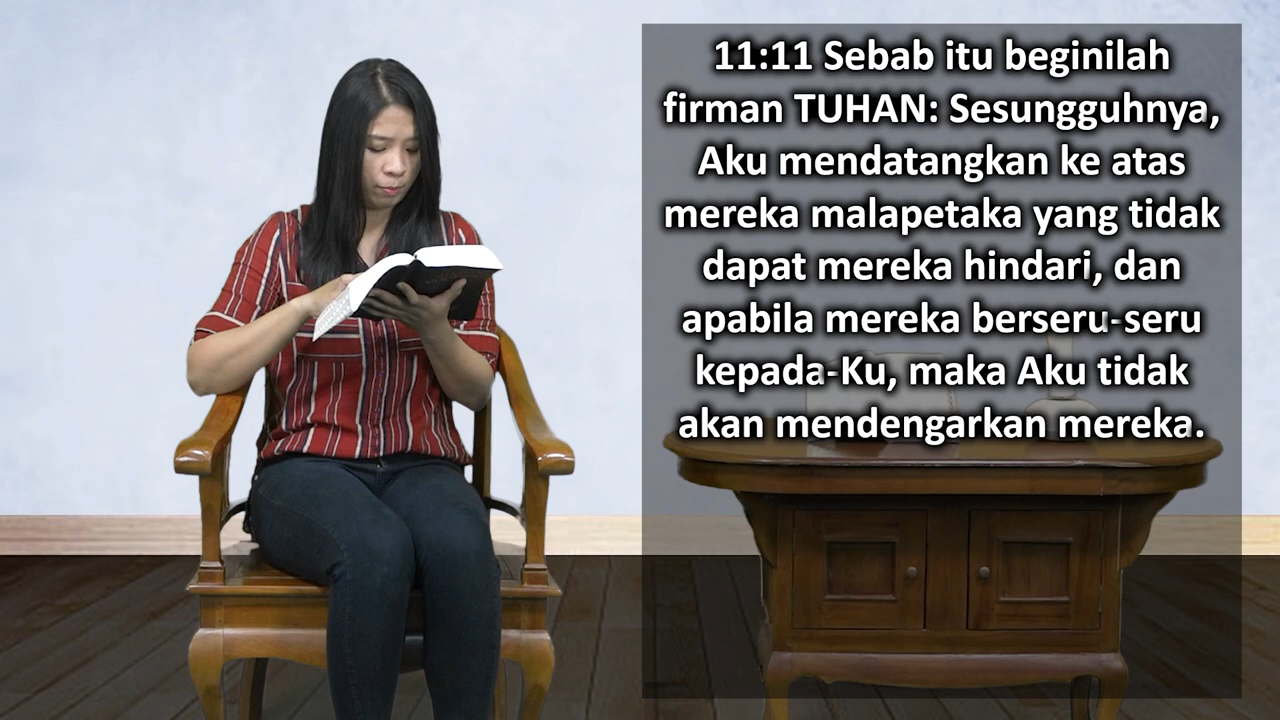 11:11 Sebab itu beginilah
firman TUHAN: Sesungguhnya,
Aku mendatangkan ke atas
mereka malapetaka yang tidak
dapat mereka hindari, dan
apabila mereka berseru-seru
kepada-Ku, maka Aku tidak
akan mendengarkan mereka.